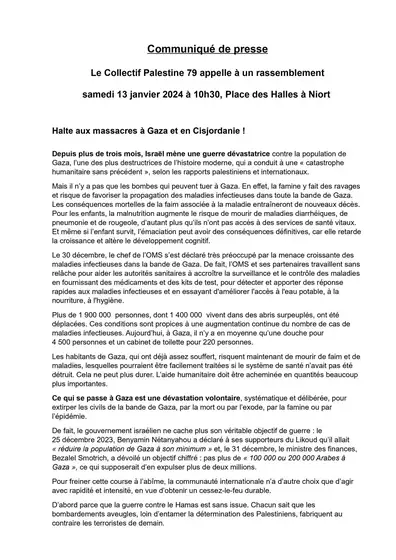 Communiqué de presse
Le Collectif Palestine 79 appelle à un rassemblement
samedi 13 janvier 2024 à 10h30, Place des Halles à Niort
Halte aux massacres à Gaza et en Cisjordanie !
Depuis plus de trois mois, Israël mène une guerre dévastatrice contre la population de
Gaza, l'une des plus destructrices de l'histoire moderne, qui a conduit à une « catastrophe
humanitaire sans précédent », selon les rapports palestiniens et internationaux.
Mais il n'y a pas que les bombes qui peuvent tuer à Gaza. En effet, la famine y fait des ravages
et risque de favoriser la propagation des maladies infectieuses dans toute la bande de Gaza.
Les conséquences mortelles de la faim associée à la maladie entraîneront de nouveaux décès.
Pour les enfants, la malnutrition augmente le risque de mourir de maladies diarrhéiques, de
pneumonie et de rougeole, d'autant plus qu'ils n'ont pas accès à des services de santé vitaux.
Et même si l'enfant survit, l'émaciation peut avoir des conséquences définitives, car elle retarde
la croissance et altère le développement cognitif.
Le 30 décembre, le chef de l'OMS s'est déclaré très préoccupé par la menace croissante des
maladies infectieuses dans la bande de Gaza. De fait, l'OMS et ses partenaires travaillent sans
relâche pour aider les autorités sanitaires à accroître la surveillance et le contrôle des maladies
en fournissant des médicaments et des kits de test, pour détecter et apporter des réponse
rapides aux maladies infectieuses et en essayant d'améliorer l'accès à l'eau potable, à la
nourriture, à l'hygiène.
Plus de 1 900 000 personnes, dont 1 400 000 vivent dans des abris surpeuplés, ont été
déplacées. Ces conditions sont propices à une augmentation continue du nombre de cas de
maladies infectieuses. Aujourd'hui, à Gaza, il n'y a en moyenne qu'une douche pour
4 500 personnes et un cabinet de toilette pour 220 personnes.
Les habitants de Gaza, qui ont déjà assez souffert, risquent maintenant de mourir de faim et de
maladies, lesquelles pourraient être facilement traitées si le système de santé n'avait pas été
détruit. Cela ne peut plus durer. L'aide humanitaire doit être acheminée en quantités beaucoup
plus importantes.
Ce qui se passe à Gaza est une dévastation volontaire, systématique et délibérée, pour
extirper les civils de la bande de Gaza, par la mort ou par l'exode, par la famine ou par
l'épidémie.
De fait, le gouvernement israélien ne cache plus son véritable objectif de guerre : le
25 décembre 2023, Benyamin Nétanyahou a déclaré à ses supporters du Likoud qu'il allait
« réduire la population de Gaza à son minimum » et, le 31 décembre, le ministre des finances,
Bezalel Smotrich, a dévoilé un objectif chiffré : pas plus de « 100 000 ou 200 000 Arabes à
Gaza », ce qui supposerait d'en expulser plus de deux millions.
Pour freiner cette course à l'abîme, la communauté internationale n'a d'autre choix que d'agir
avec rapidité et intensité, en vue d'obtenir un cessez-le-feu durable.
D'abord parce que la guerre contre le Hamas est sans issue. Chacun sait que les
bombardements aveugles, loin d'entamer la détermination des Palestiniens, fabriquent au
contraire les terroristes de demain.